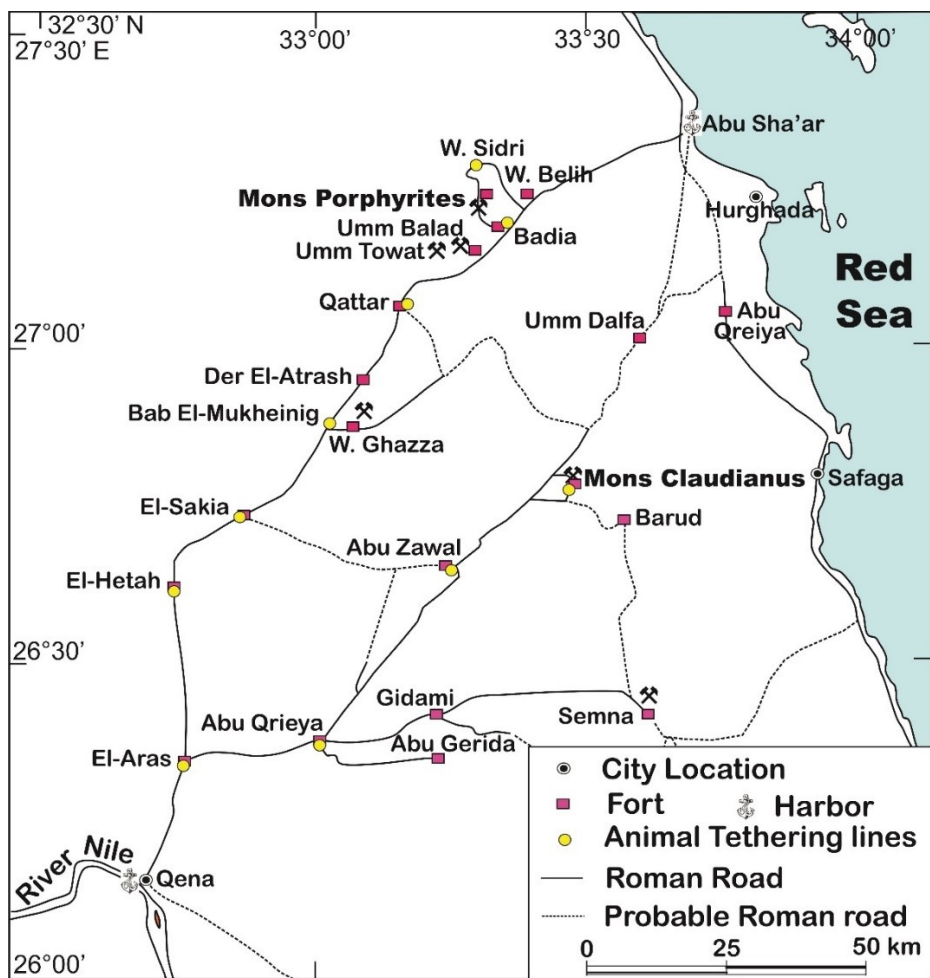 32°30' N
27°30' E
33°00'
33°30'
34°00'
Abu Sha'ar
W. Sidri
W. Belih
Mons Porphyrites
Hurghada
Umm Balad
Badia
Umm Towat
Red
Sea
Qattar
27°00'
Umm Dalfa
Abu
Qreiya
Der El-Atrash
Bab El-Mukheinig
W. Ghazza
Mons Claudianus
Safaga
El-Sakia
Barud
Abu Zawal
El-Hetah
26°30'
Gidami
Abu Qrieya
Semna
Abu Gerida
El-Aras
City Location
Fort
Harbor
Animal Tethering lines
River Nile
Qena
Roman Road
Probable Roman road
26°00'
0 25 50 km